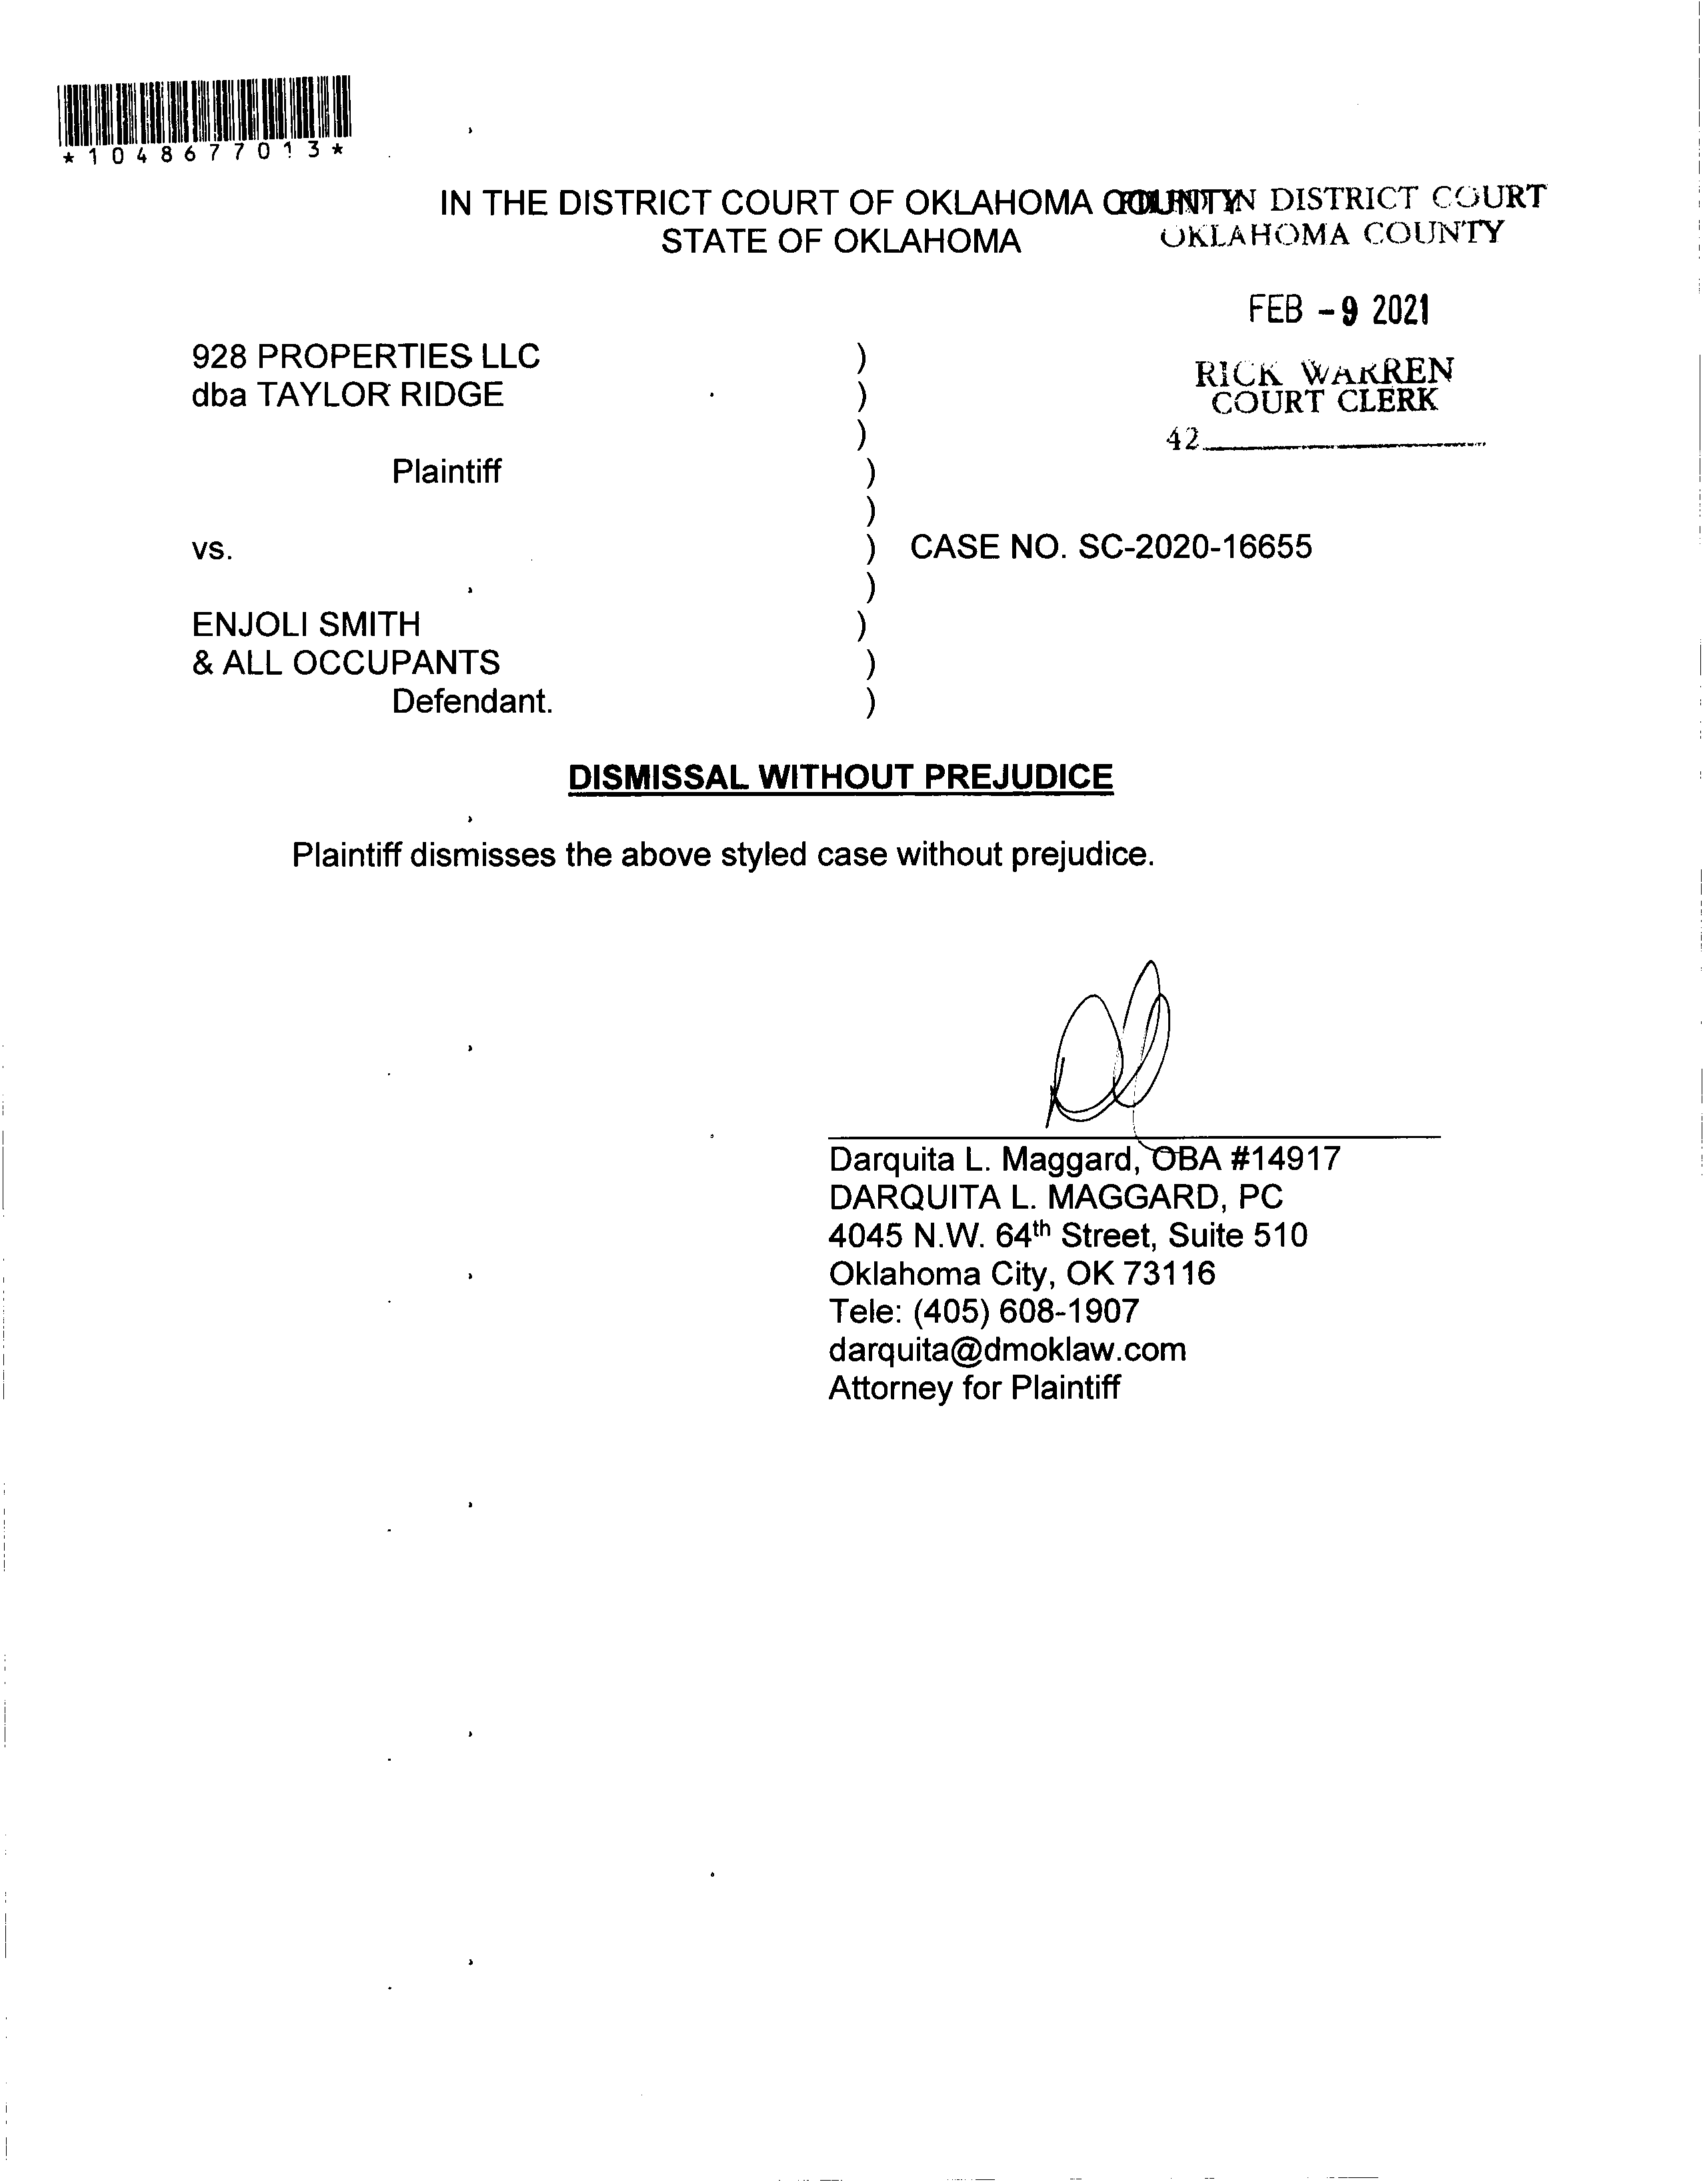 *1048677013*
IN THE DISTRICT COURT OF OKLAHOMA COUNTY
STATE OF OKLAHOMA
FILED IN DISTRICT COURT
OKLAHOMA COUNTY
FEB -9 2021
RICK WARREN
COURT CLERK
42
928 PROPERTIES LLC )
dba TAYLOR RIDGE )
)
Plaintiff )
)
vs. ) CASE NO. SC-2020-16655
)
ENJOLI SMITH )
& ALL OCCUPANTS )
Defendant. )
DISMISSAL WITHOUT PREJUDICE
Plaintiff dismisses the above styled case without prejudice.
Darquita L. Maggard, OBA #14917
DARQUITA L. MAGGARD, PC
4045 N.W. 64th Street, Suite 510
Oklahoma City, OK 73116
Tele: (405) 608-1907
darquita@dmoklaw.com
Attorney for Plaintiff